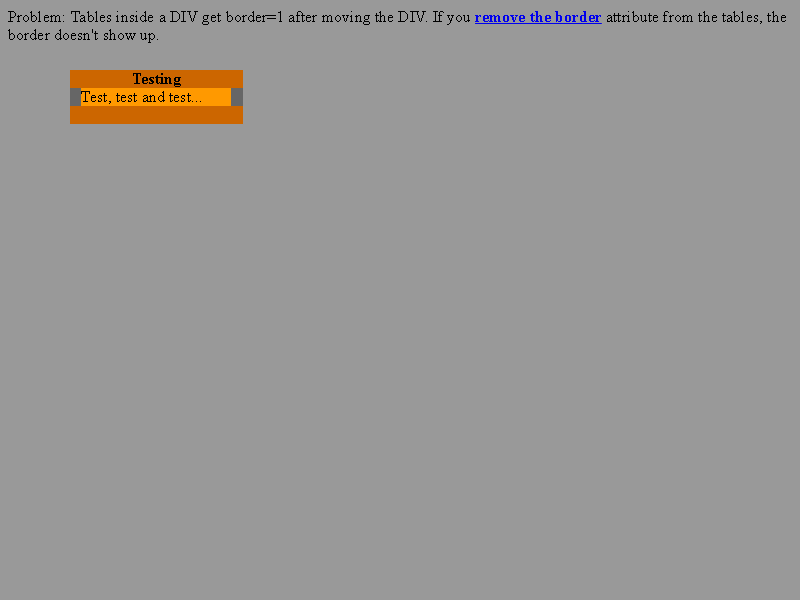 Problem: Tables inside a DIV get border=1 after moving the DIV. If you remove the border attribute from the tables, the
border doesn't show up.
Testing
Test, test and test...